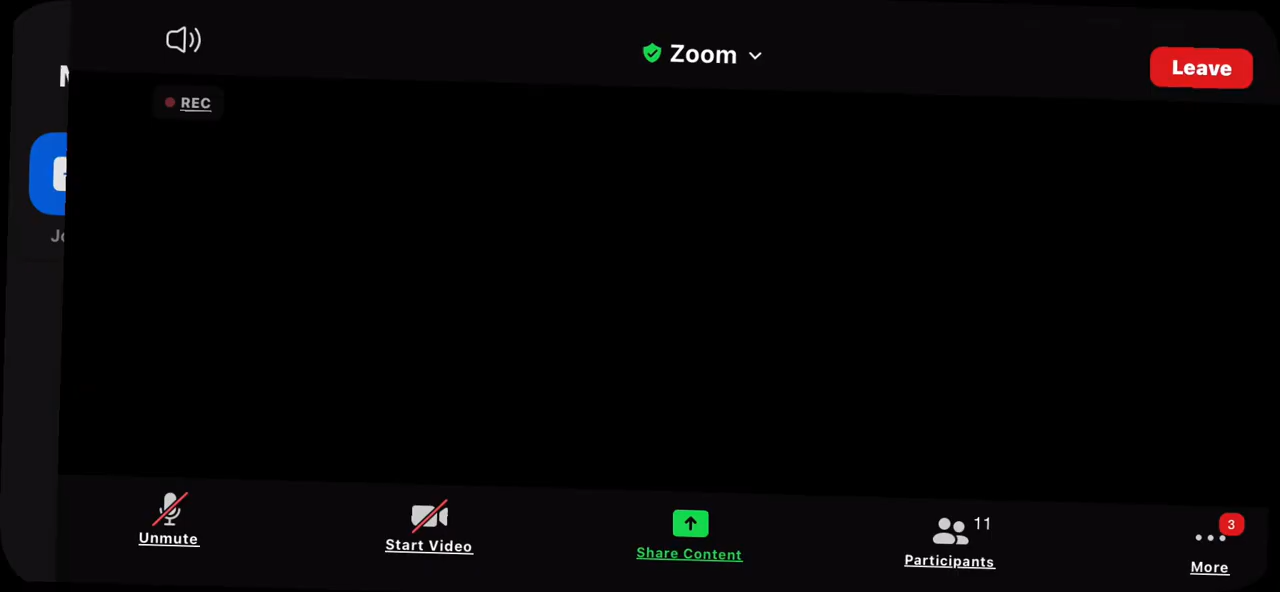 Zoom
Leave
REC
Unmute
Start Video
Share Content
11
Participants
3
More